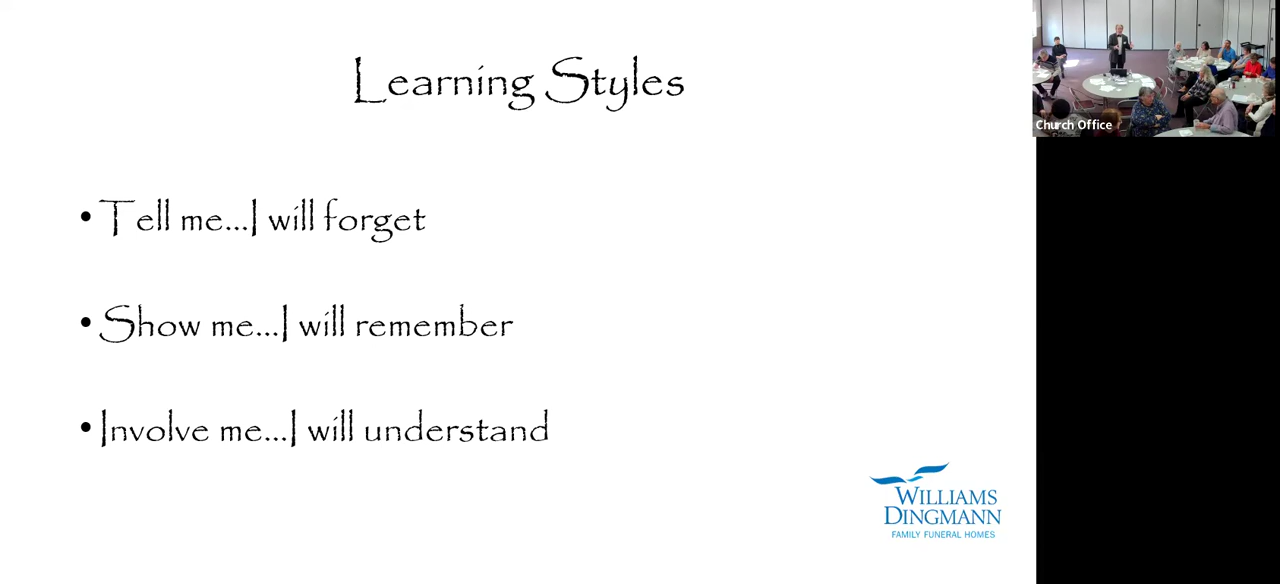 Learning Styles
• Tell me...I will forget
• Show me...I will remember
• Involve me...I will understand
WILLIAMS
DINGMANN
FAMILY FUNERAL HOMES
Church Office